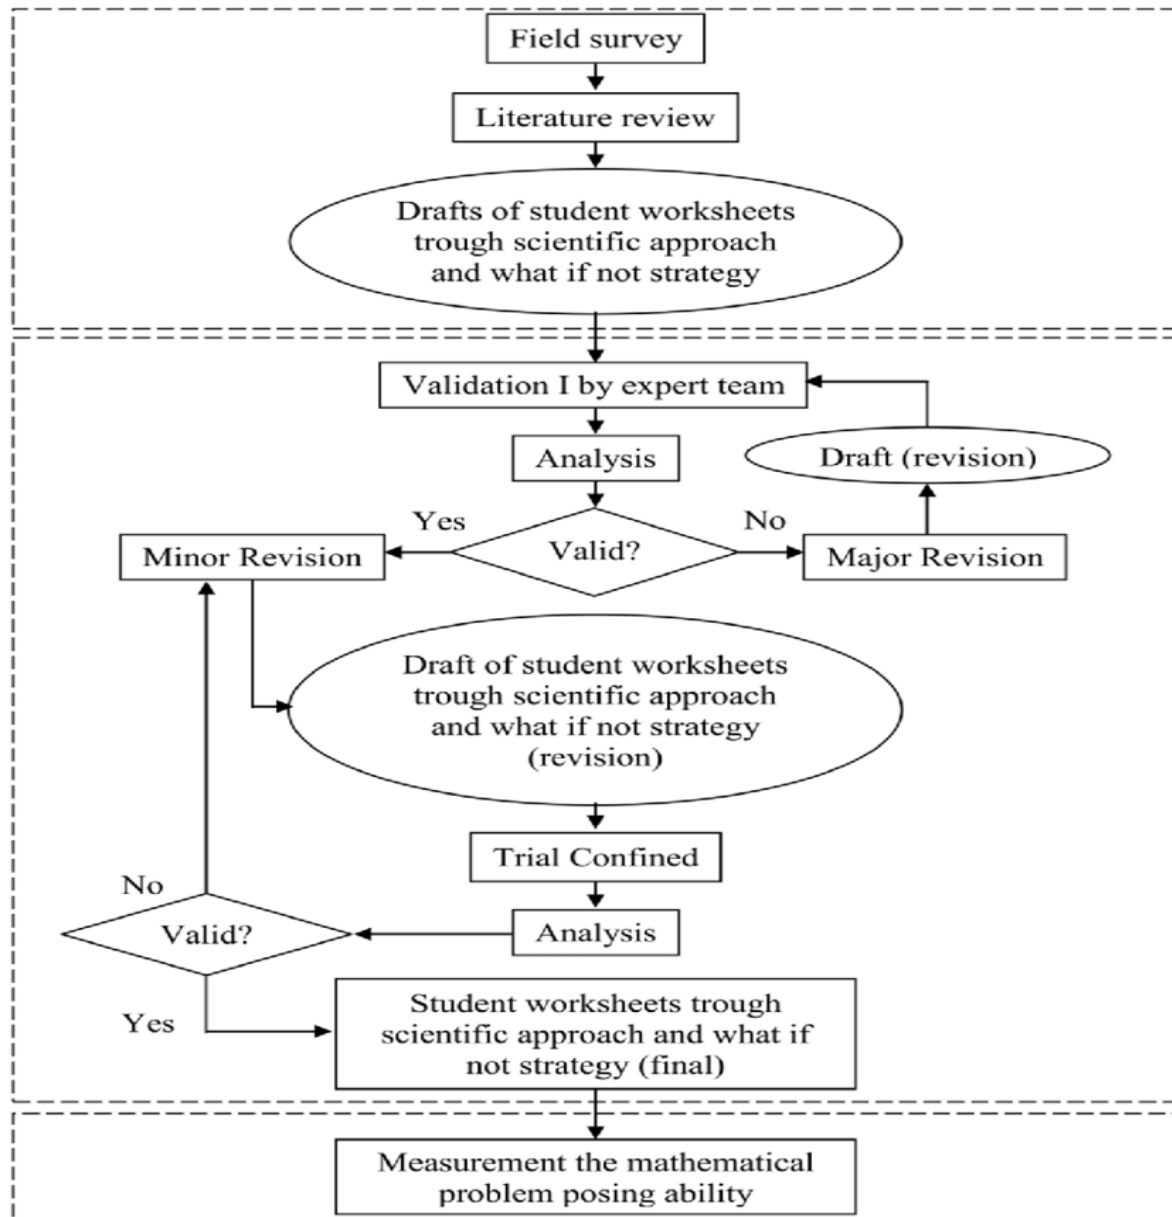 Field survey
Literature review
Drafts of student worksheets
trough scientific approach
and what if not strategy
Validation I by expert team
Analysis
Draft (revision)
Yes
No
Minor Revision
Valid?
Major Revision
Draft of student worksheets
trough scientific approach
and what if not strategy
(revision)
Trial Confined
No
Valid?
Analysis
Yes
Student worksheets trough
scientific approach and what if
not strategy (final)
Measurement the mathematical
problem posing ability